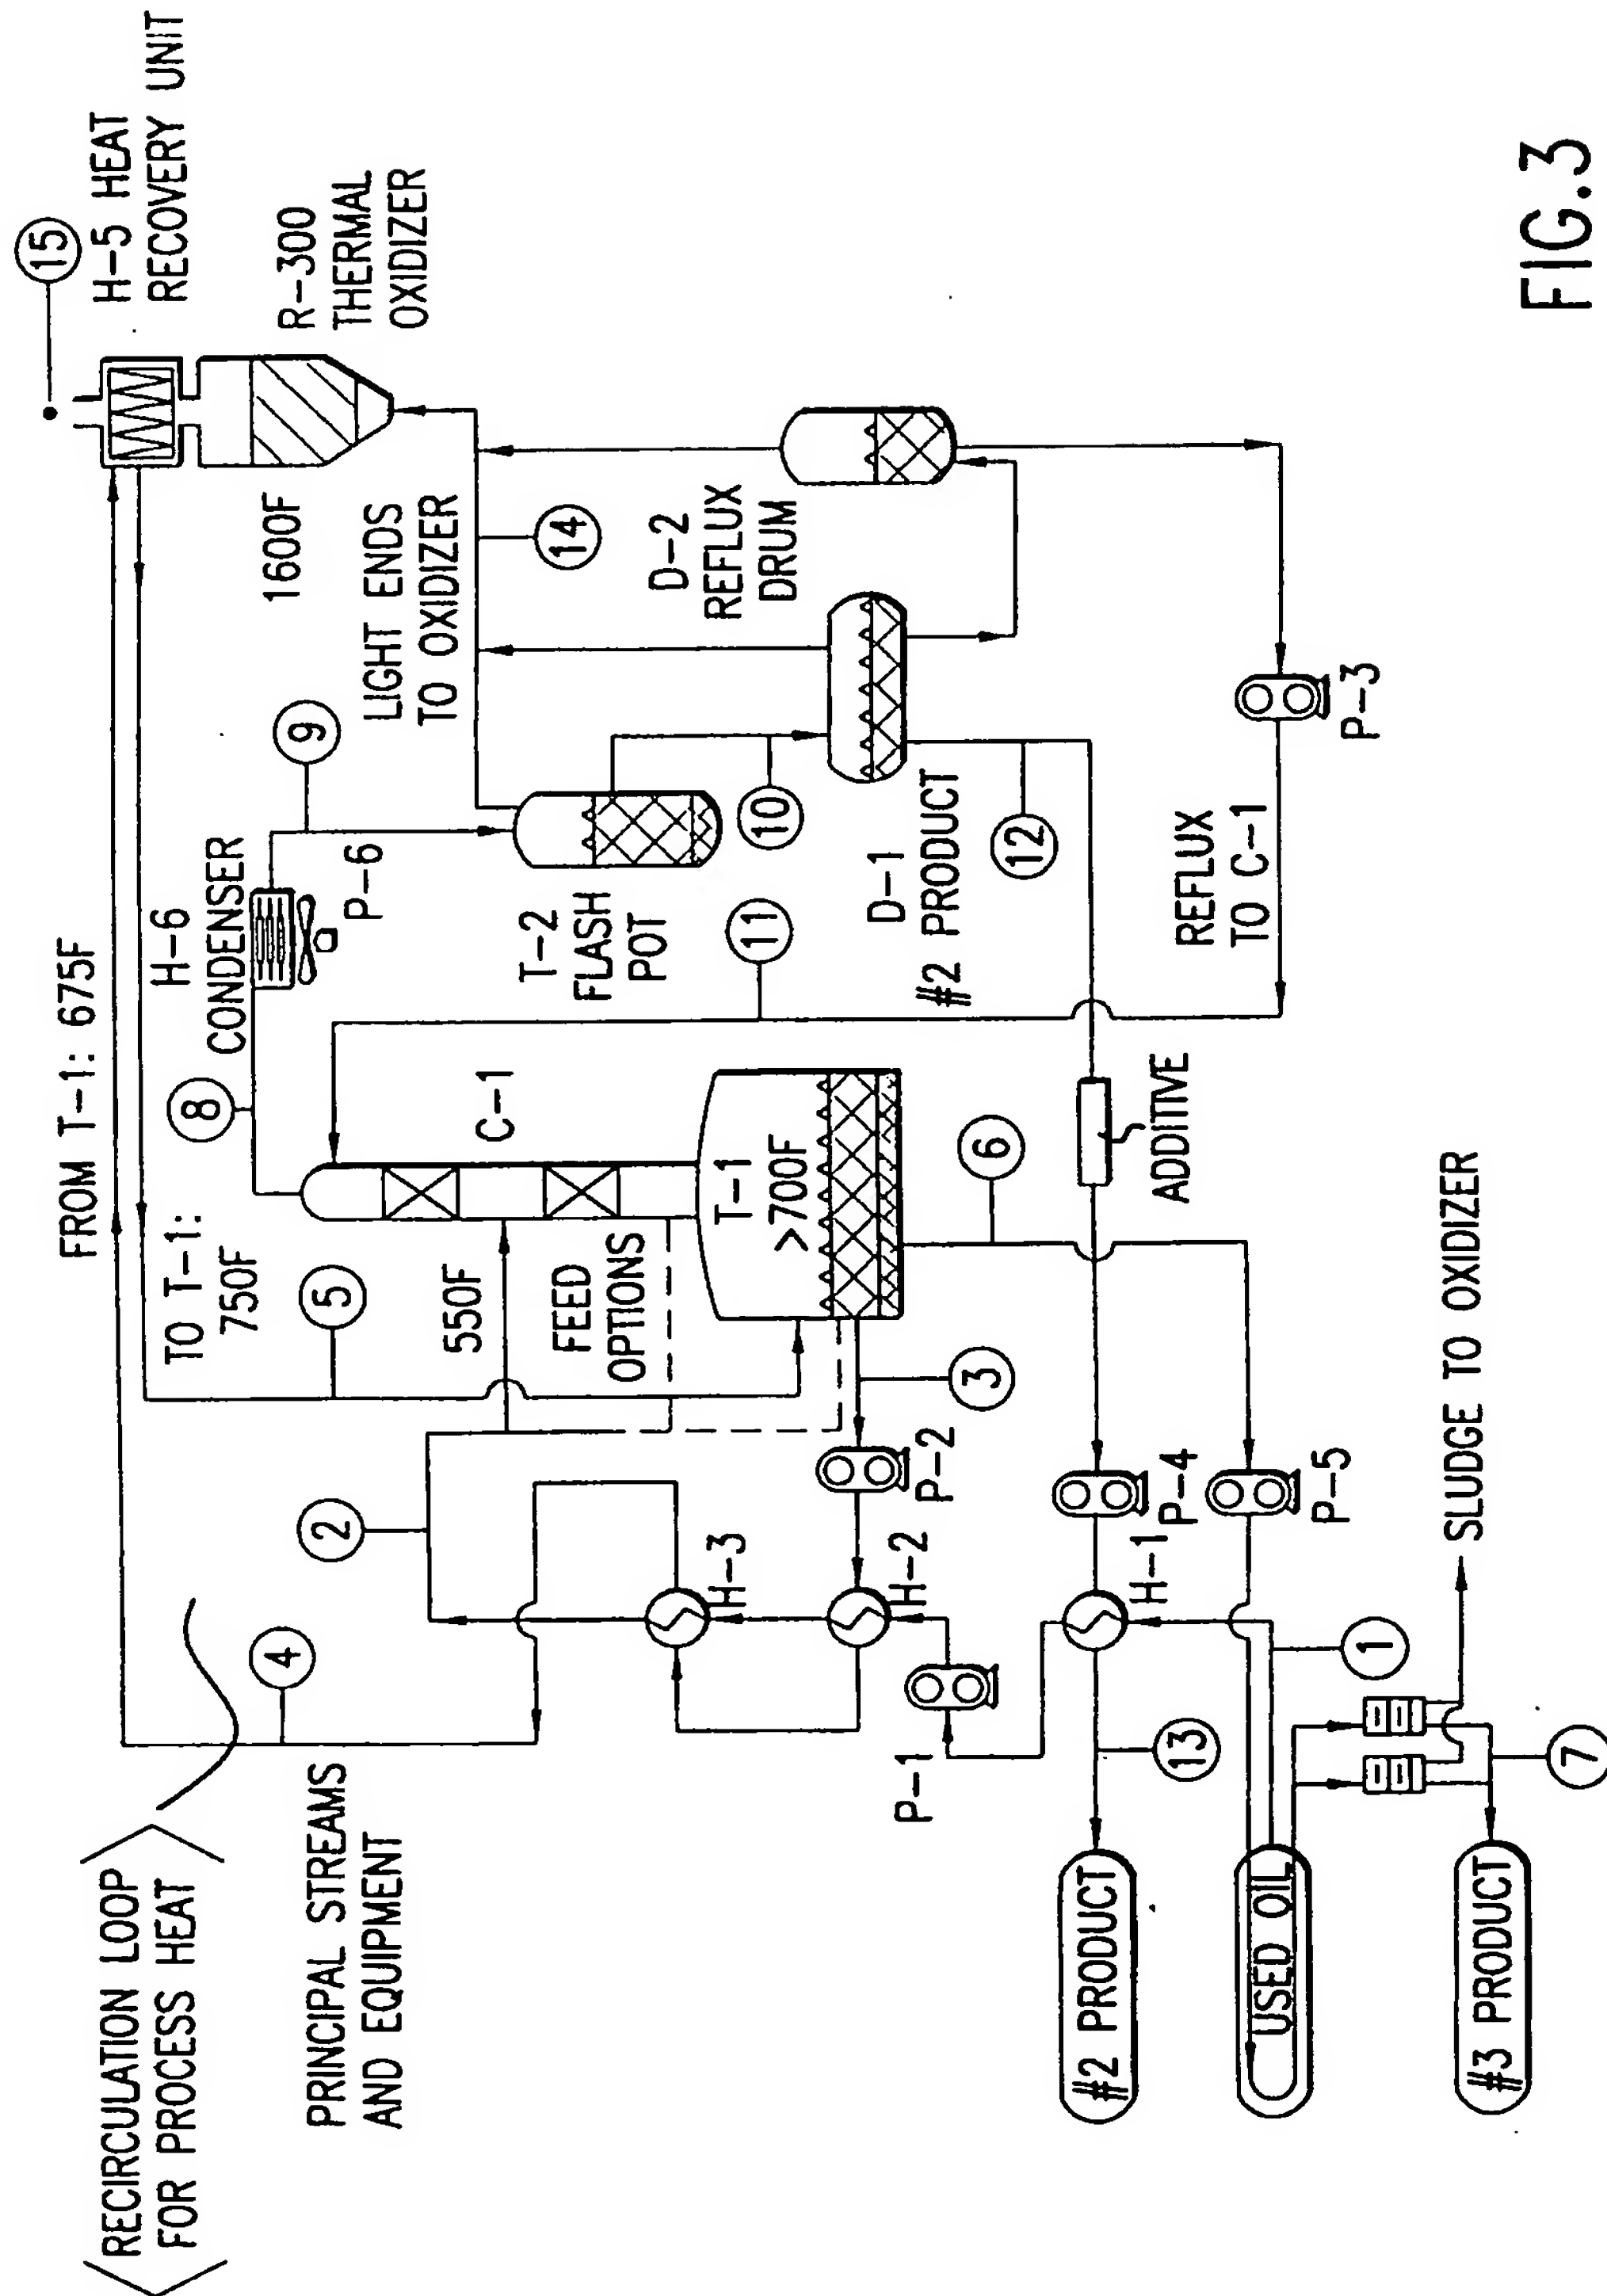 RECIRCULATION LOOP
FOR PROCESS HEAT
PRINCIPAL STREAMS
AND EQUIPMENT
4
FROM T-1: 675F
TO T-1:
750F
5
2
550F
FEED
OPTIONS
8
C-1
T-1
>700F
H-6
CONDENSER
P-6
9
15
H-5 HEAT
RECOVERY UNIT
R-300
THERMAL
OXIDIZER
1600F
LIGHT ENDS
TO OXIDIZER
14
T-2
FLASH
POT
10
11
D-2
REFLUX
DRUM
D-1
#2 PRODUCT
12
H-3
H-2
P-2
3
P-1
6
ADDITIVE
REFLUX
TO C-1
P-3
H-1
P-4
P-5
13
1
#2 PRODUCT
USED OIL
#3 PRODUCT
7
SLUDGE TO OXIDIZER
FIG.3